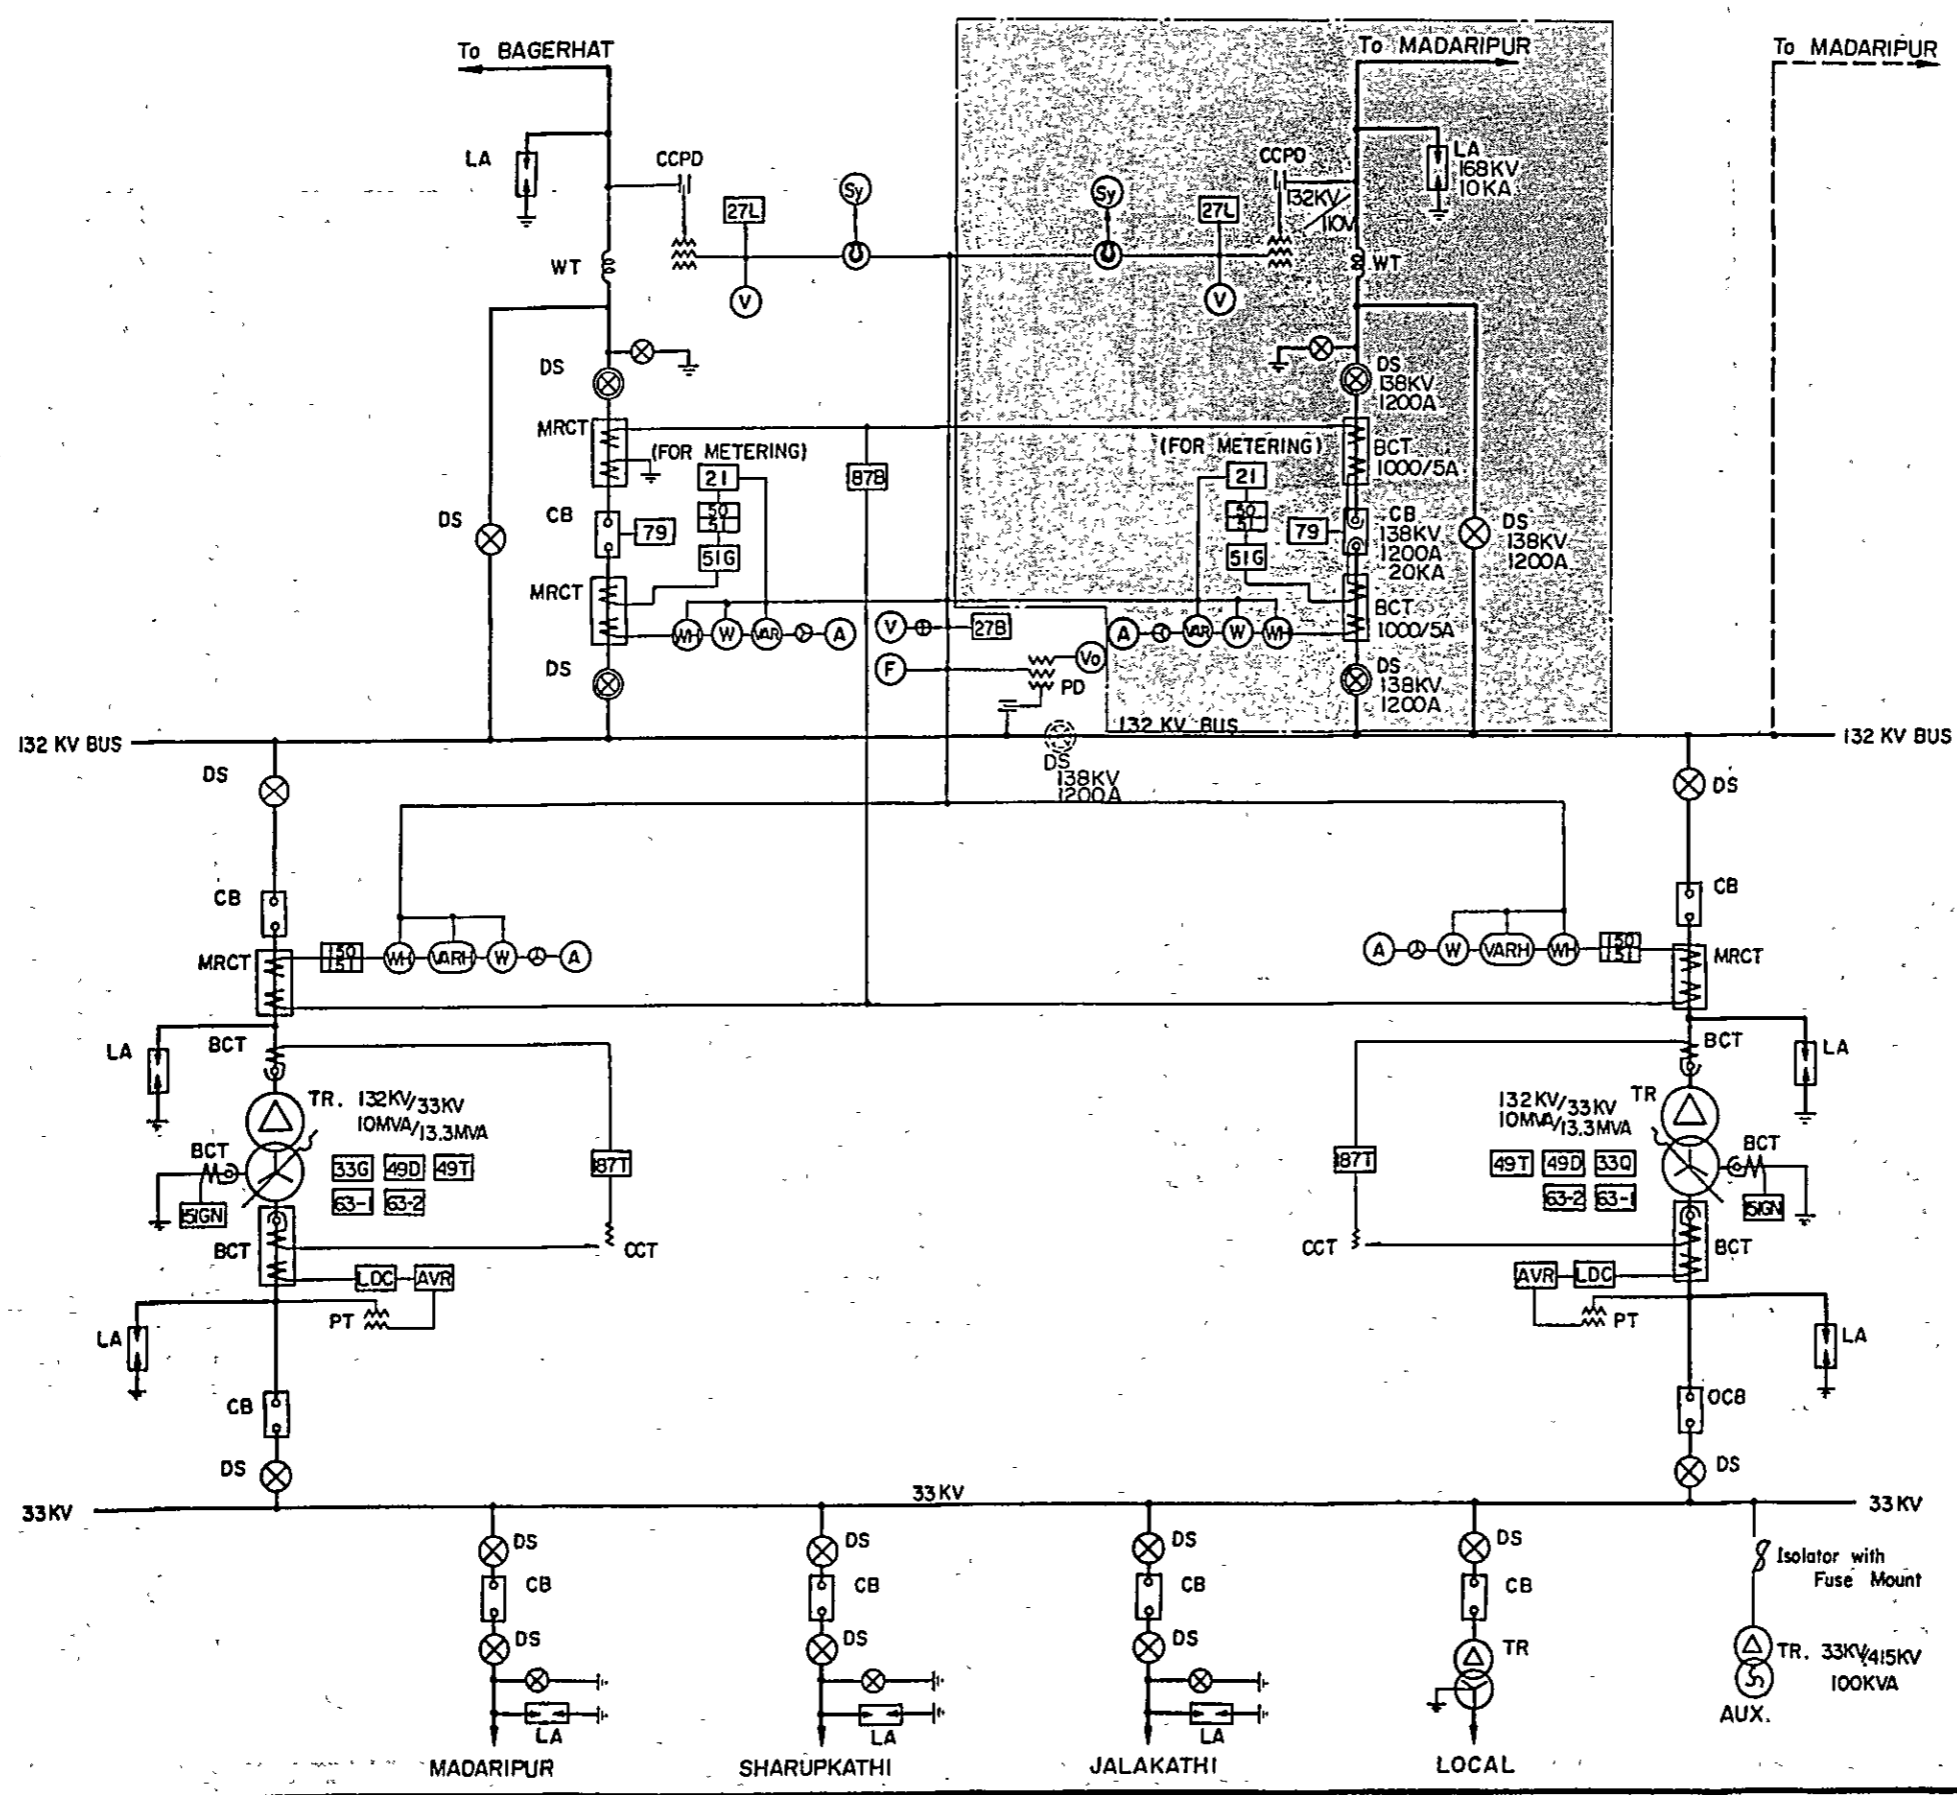 To BAGERHAT
To MADARIPUR
To MADARIPUR
LA
CCPD
Sy
27L
V
WT
Sy
27L
V
CCPD
132KV
/110V
LA
168KV
10KA
WT
DS
DS
138KV
1200A
MRCT
(FOR METERING)
21
50
51
51G
87B
(FOR METERING)
21
50
51
51G
BCT
1000/5A
DS
CB
79
79
CB
138KV
1200A
20KA
DS
138KV
1200A
MRCT
WH
W
VAR
A
V
27B
A
VAR
W
WH
BCT
1000/5A
DS
F
Vo
PD
DS
138KV
1200A
132 KV BUS
132 KV BUS
132 KV BUS
DS
DS
138KV
1200A
DS
CB
CB
MRCT
150
151
WH
VARH
W
A
A
W
VARH
WH
150
151
MRCT
LA
BCT
BCT
LA
TR. 132KV/33KV
10MVA/13.3MVA
132KV/33KV
10MVA/13.3MVA
TR
BCT
33G
49D
49T
187T
187T
49T
49D
33Q
BCT
51GN
63-1
63-2
63-2
63-1
51GN
BCT
CCT
CCT
BCT
LDC
AVR
AVR
LDC
LA
PT
PT
LA
CB
OCB
DS
DS
33KV
33KV
33KV
DS
DS
DS
DS
Isolator with
Fuse Mount
CB
CB
CB
CB
DS
DS
DS
TR
TR. 33KV/415KV
100KVA
AUX.
LA
LA
LA
MADARIPUR
SHARUPKATHI
JALAKATHI
LOCAL